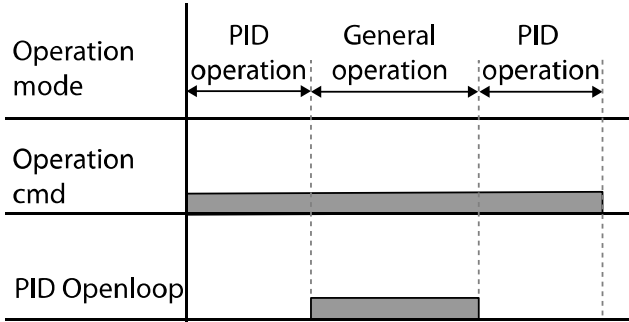 Operation
mode
PID
operation
General
operation
PID
operation
Operation
cmd
PID Openloop